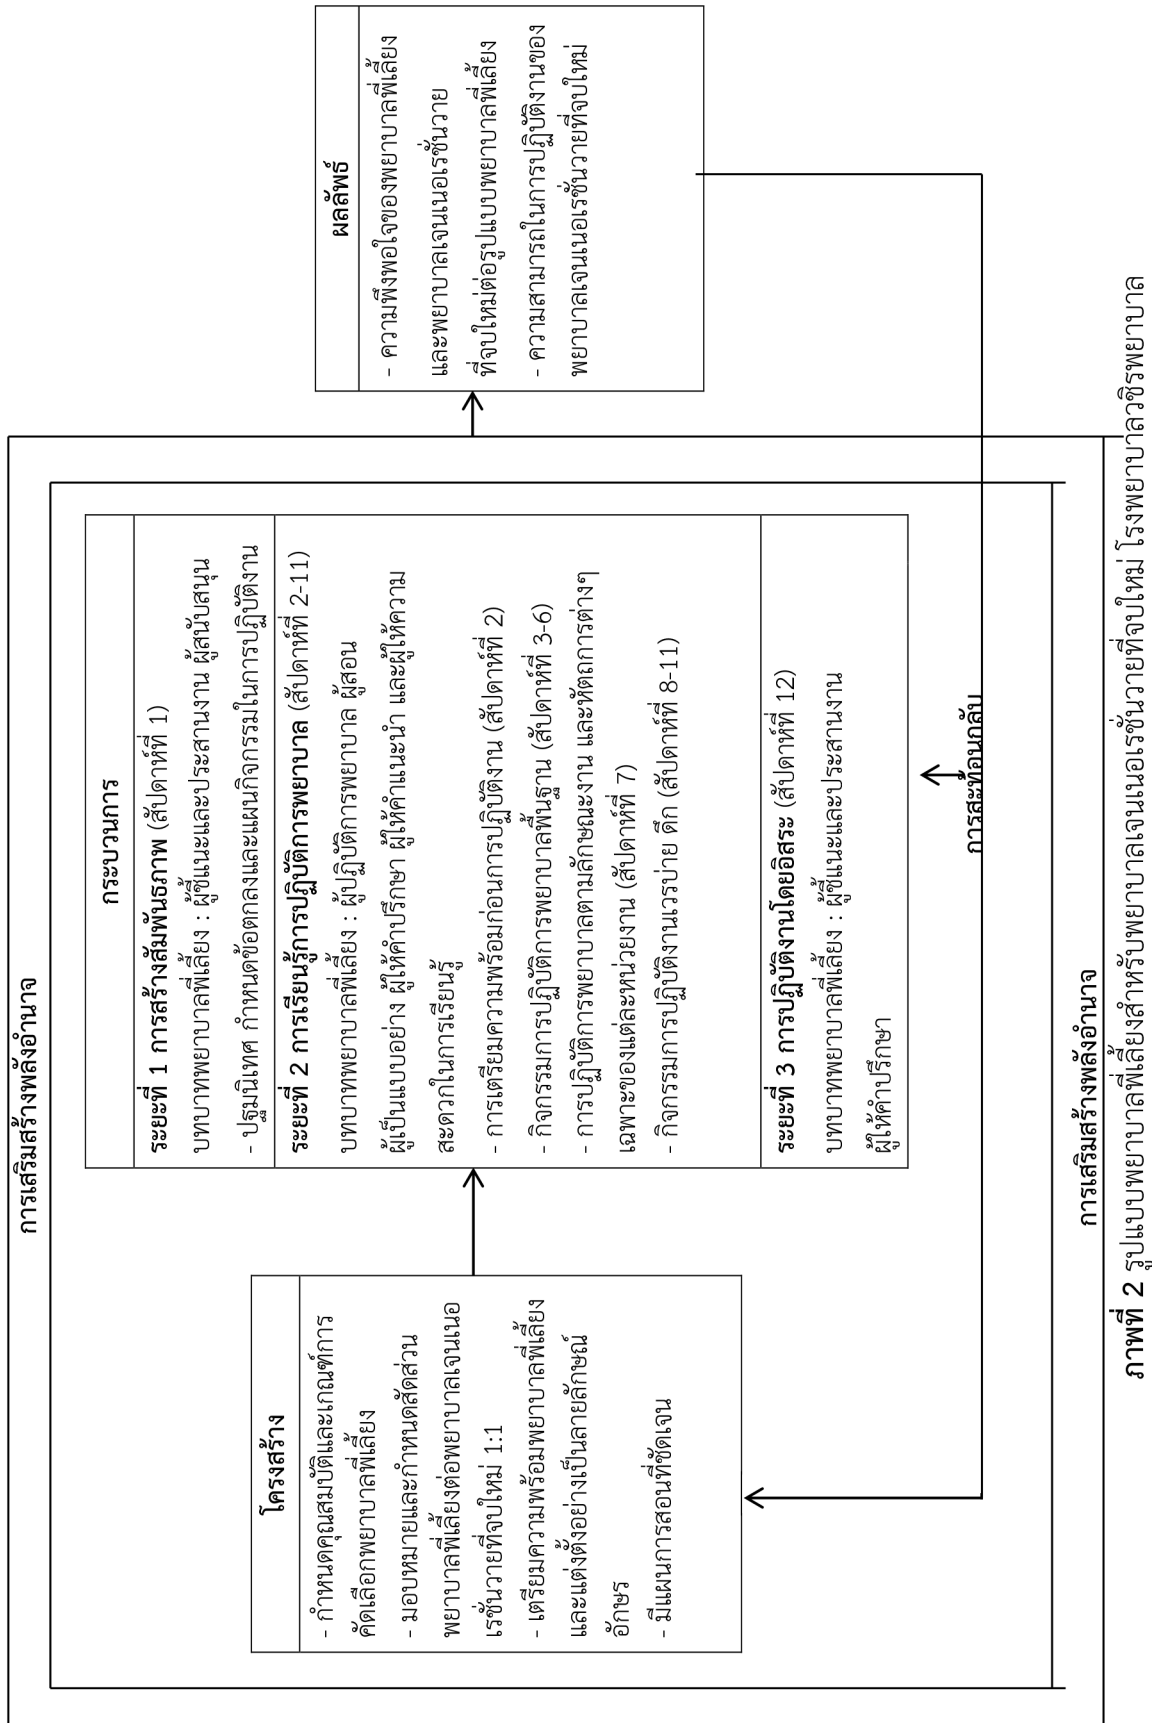 การเสริมสร้างพลังอำนาจ
โครงสร้าง
- กำหนดคุณสมบัติและเกณฑ์การ
คัดเลือกพยาบาลพี่เลี้ยง
- มอบหมายและกำหนดสัดส่วน
พยาบาลพี่เลี้ยงต่อพยาบาลเจนเนอ
เรชั่นวายที่จบใหม่ 1:1
- เตรียมความพร้อมพยาบาลพี่เลี้ยง
และแต่งตั้งอย่างเป็นลายลักษณ์
อักษร
- มีแผนการสอนที่ชัดเจน
กระบวนการ
ระยะที่ 1 การสร้างสัมพันธภาพ (สัปดาห์ที่ 1)
บทบาทพยาบาลพี่เลี้ยง : ผู้ชี้แนะและประสานงาน ผู้สนับสนุน
- ปฐมนิเทศ กำหนดข้อตกลงและแผนกิจกรรมในการปฏิบัติงาน
ระยะที่ 2 การเรียนรู้การปฏิบัติการพยาบาล (สัปดาห์ที่ 2-11)
บทบาทพยาบาลพี่เลี้ยง : ผู้ปฏิบัติการพยาบาล ผู้สอน
ผู้เป็นแบบอย่าง ผู้ให้คำปรึกษา ผู้ให้คำแนะนำ และผู้ให้ความ
สะดวกในการเรียนรู้
- การเตรียมความพร้อมก่อนการปฏิบัติงาน (สัปดาห์ที่ 2)
- กิจกรรมการปฏิบัติการพยาบาลพื้นฐาน (สัปดาห์ที่ 3-6)
- การปฏิบัติการพยาบาลตามลักษณะงาน และหัตถการต่างๆ
เฉพาะของแต่ละหน่วยงาน (สัปดาห์ที่ 7)
- กิจกรรมการปฏิบัติงานเวรบ่าย ดึก (สัปดาห์ที่ 8-11)
ระยะที่ 3 การปฏิบัติงานโดยอิสระ (สัปดาห์ที่ 12)
บทบาทพยาบาลพี่เลี้ยง : ผู้ชี้แนะและประสานงาน
ผู้ให้คำปรึกษา
ผลลัพธ์
- ความพึงพอใจของพยาบาลพี่เลี้ยง
และพยาบาลเจนเนอเรชั่นวาย
ที่จบใหม่ต่อรูปแบบพยาบาลพี่เลี้ยง
- ความสามารถในการปฏิบัติงานของ
พยาบาลเจนเนอเรชั่นวายที่จบใหม่
การสะท้อนกลับ
การเสริมสร้างพลังอำนาจ
ภาพที่ 2 รูปแบบพยาบาลพี่เลี้ยงสำหรับพยาบาลเจนเนอเรชั่นวายที่จบใหม่ โรงพยาบาลวชิรพยาบาล